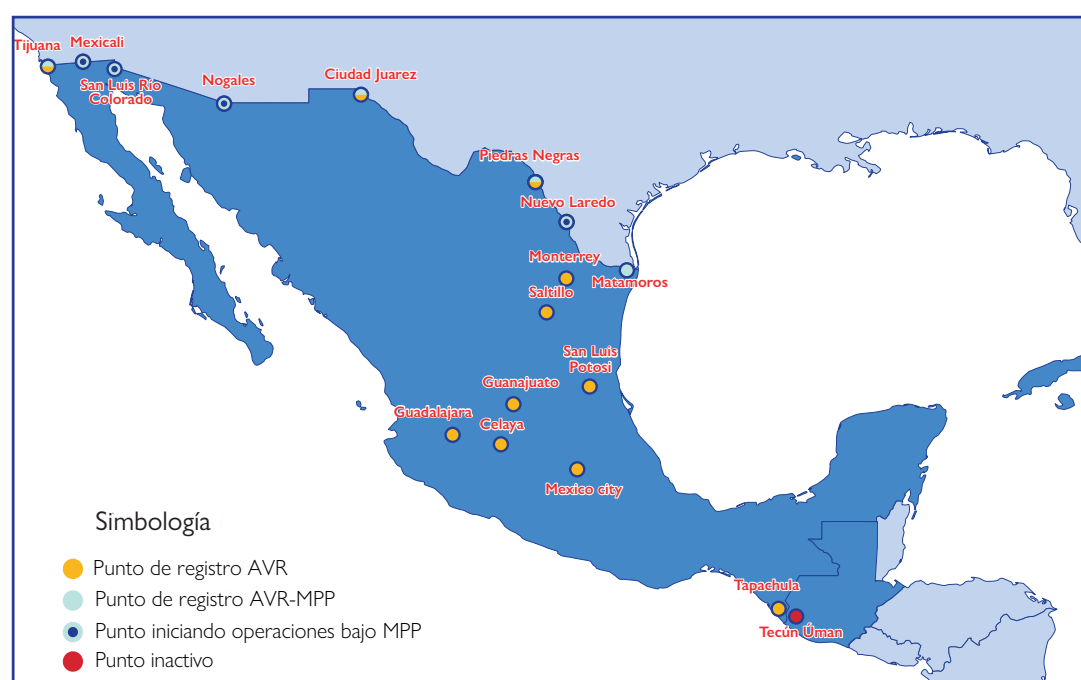 Tijuana
Mexicali
San Luis Río
Colorado
Nogales
Ciudad Juarez
Piedras Negras
Nuevo Laredo
Monterrey
Matamoros
Saltillo
San Luis
Potosi
Guanajuato
Guadalajara
Celaya
Mexico city
Simbología
Punto de registro AVR
Punto de registro AVR-MPP
Punto iniciando operaciones bajo MPP
Punto inactivo
Tapachula
Tecún Úman